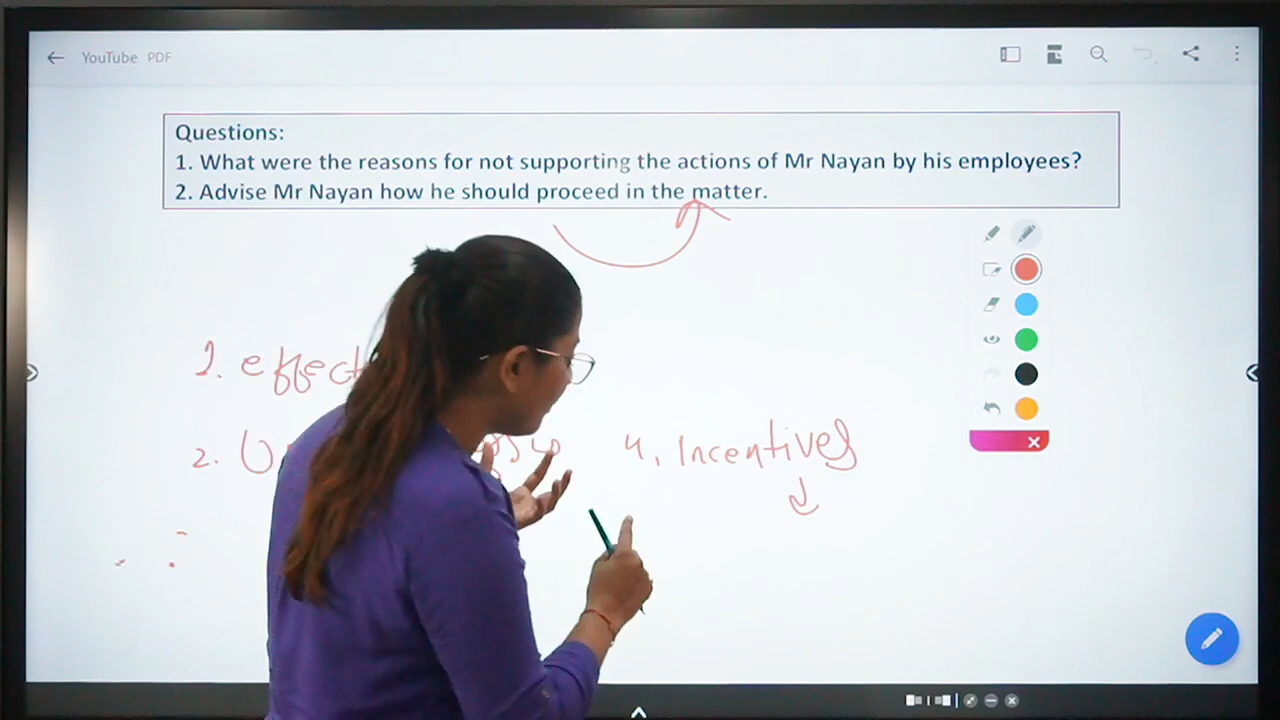 YouTube PDF
Questions:
1. What were the reasons for not supporting the actions of Mr Nayan by his employees?
2. Advise Mr Nayan how he should proceed in the matter.
1. effect
2.
4. Incentives